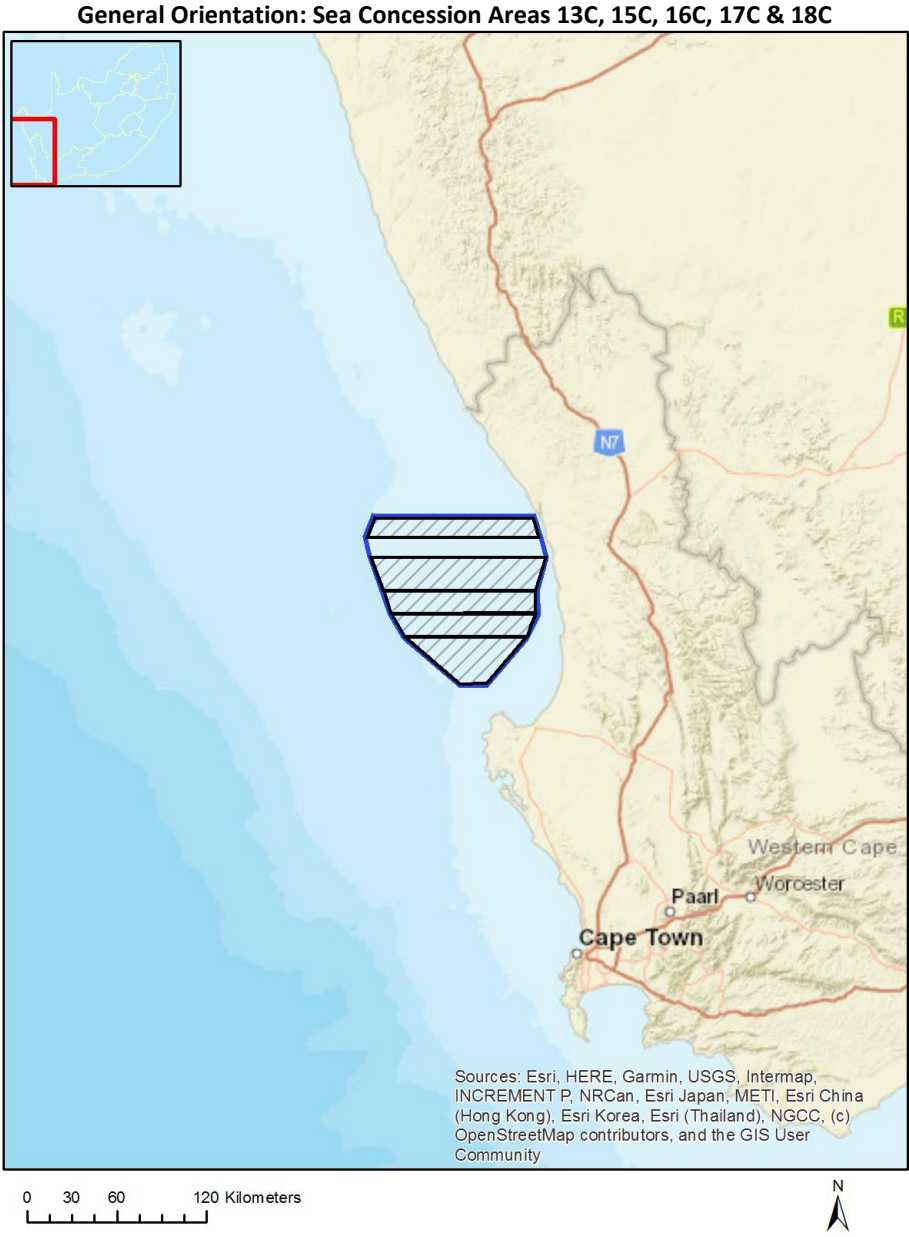 General Orientation: Sea Concession Areas 13C, 15C, 16C, 17C & 18C
R
N7
Western Cape
Worcester
Paarl
Cape Town
Sources: Esri, HERE, Garmin, USGS, Intermap,
INCREMENT P, NRCan, Esri Japan, METI, Esri China
(Hong Kong), Esri Korea, Esri (Thailand), NGCC, (c)
OpenStreetMap contributors, and the GIS User
Community
0 30 60 120 Kilometers
N